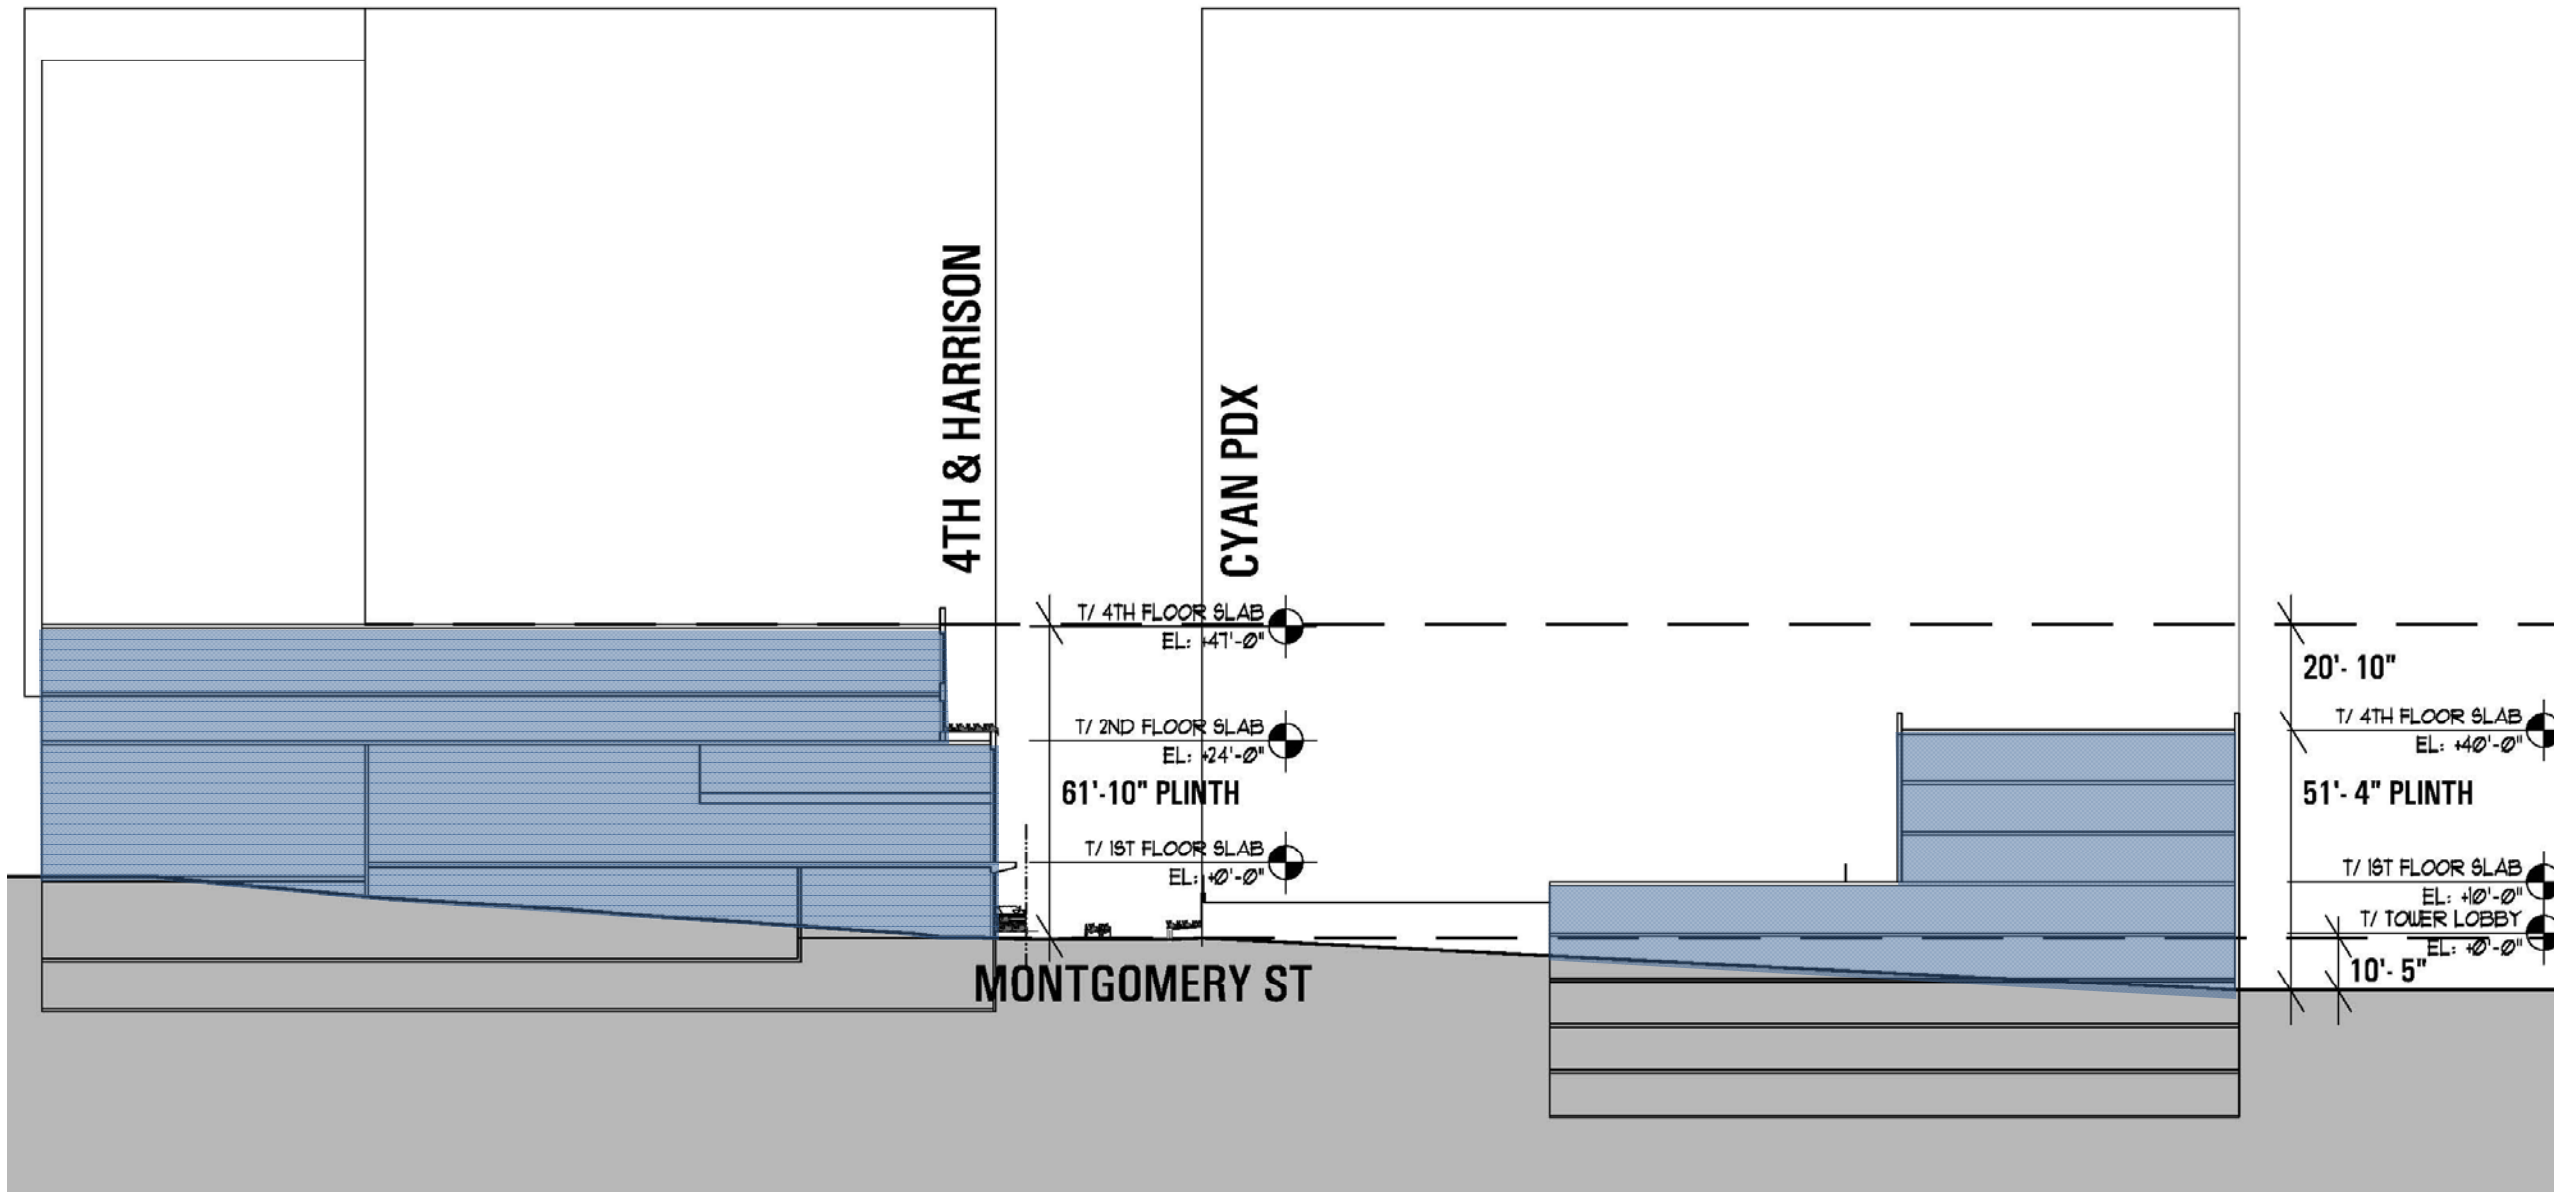 4TH & HARRISON
CYAN PDX
T/ 4TH FLOOR SLAB
EL: +47'-0"
T/ 2ND FLOOR SLAB
EL: +24'-0"
61'-10" PLINTH
T/ 1ST FLOOR SLAB
EL: +0'-0"
MONTGOMERY ST
20'- 10"
T/ 4TH FLOOR SLAB
EL: +40'-0"
51'- 4" PLINTH
T/ 1ST FLOOR SLAB
EL: +10'-0"
T/ TOWER LOBBY
EL: +0'-0"
10'- 5"